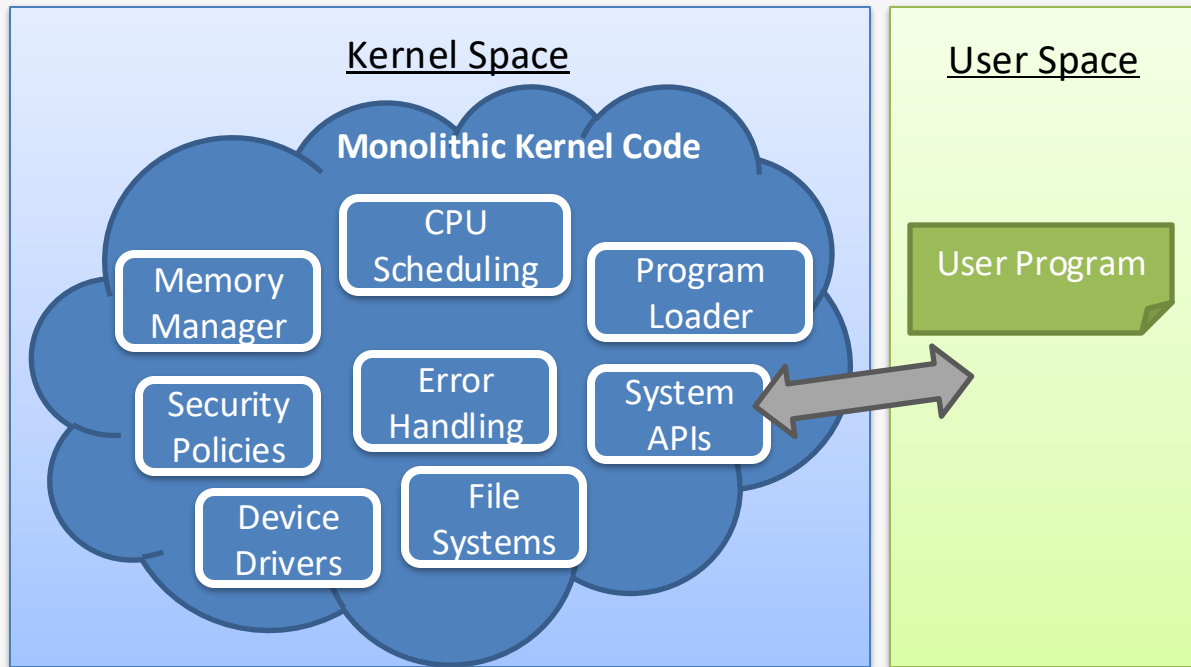 Kernel Space
Monolithic Kernel Code
CPU
Scheduling
Memory
Manager
Program
Loader
Error
Handling
System
APIs
Security
Policies
File
Systems
Device
Drivers
User Space
User Program